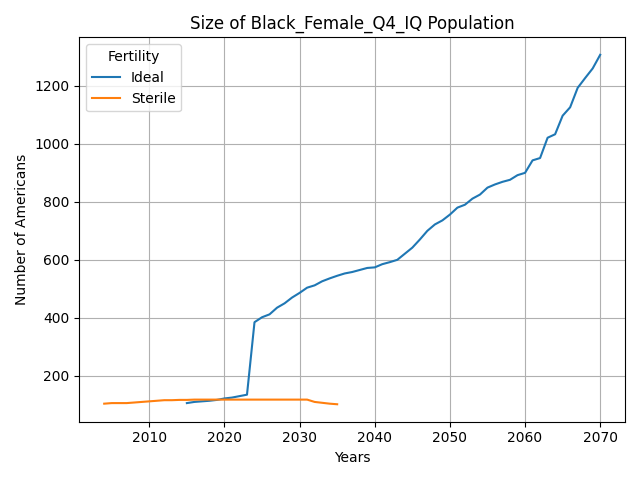 Size of Black_Female_Q4_IQ Population
Fertility
Ideal
Sterile
Number of Americans
1200
1000
800
600
400
200
2010 2020 2030 2040 2050 2060 2070
Years